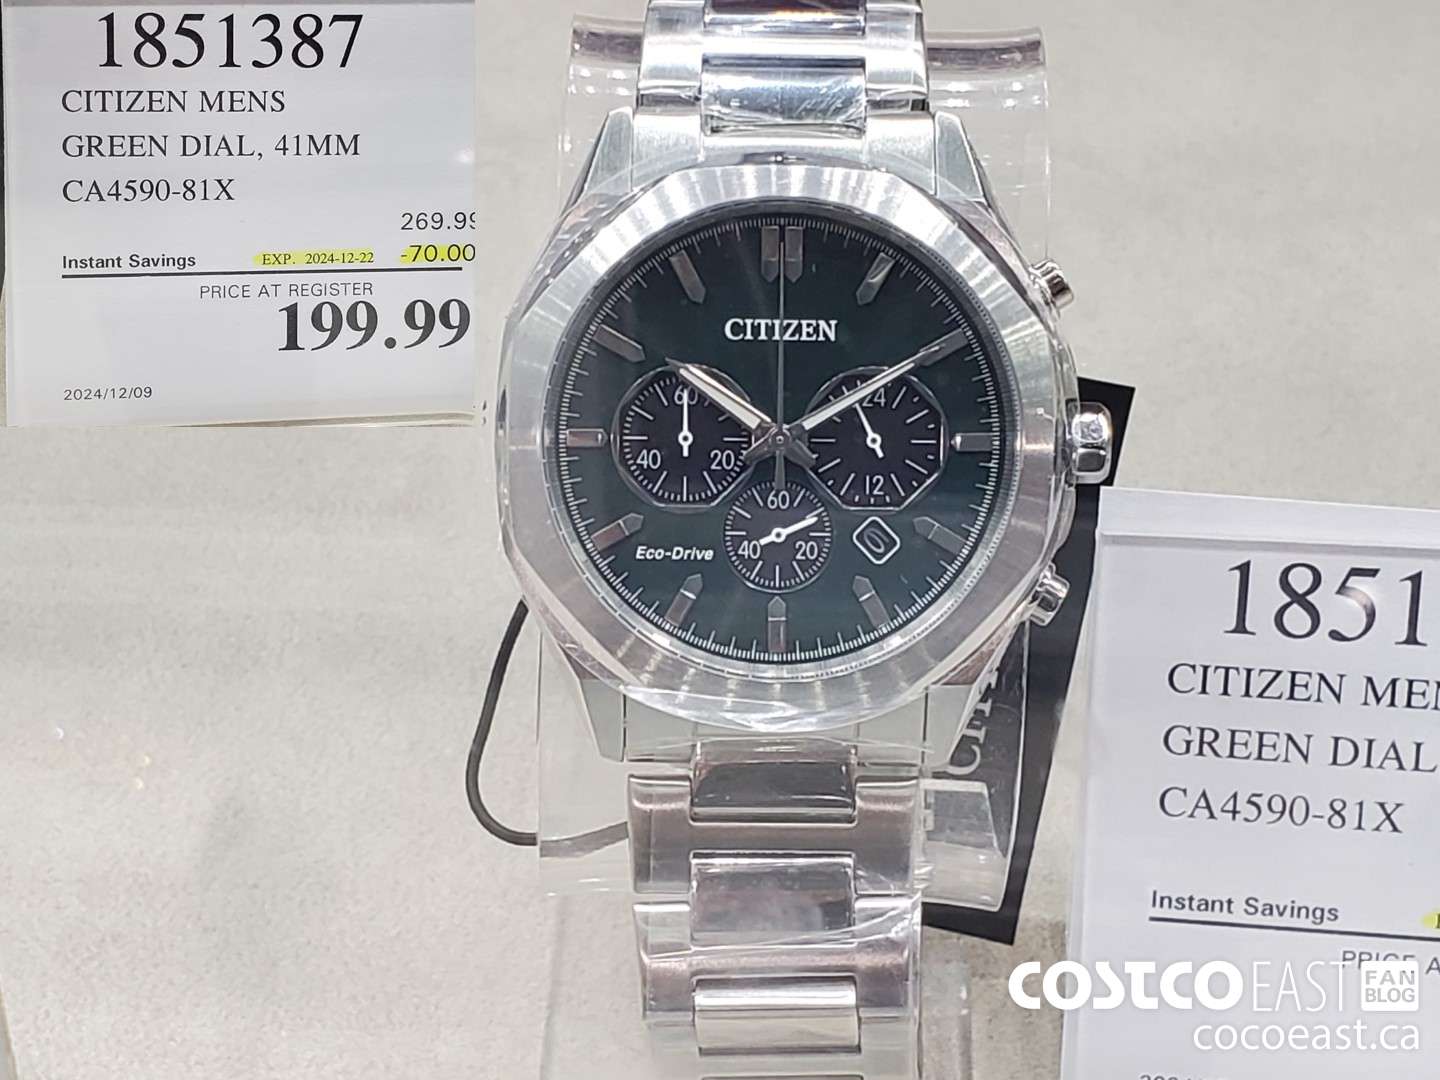 1851387
CITIZEN MENS
GREEN DIAL, 41MM
CA4590-81X
269.99
Instant Savings EXP. 2024-12-22 -70.00
PRICE AT REGISTER
199.99
2024/12/09
CITIZEN
60
40 20
24
12
60
40 20
Eco-Drive
1851
CITIZEN MEN
GREEN DIAL
CA4590-81X
Instant Savings
PRICE A
COSTCO EAST FAN BLOG
cocoeast.ca